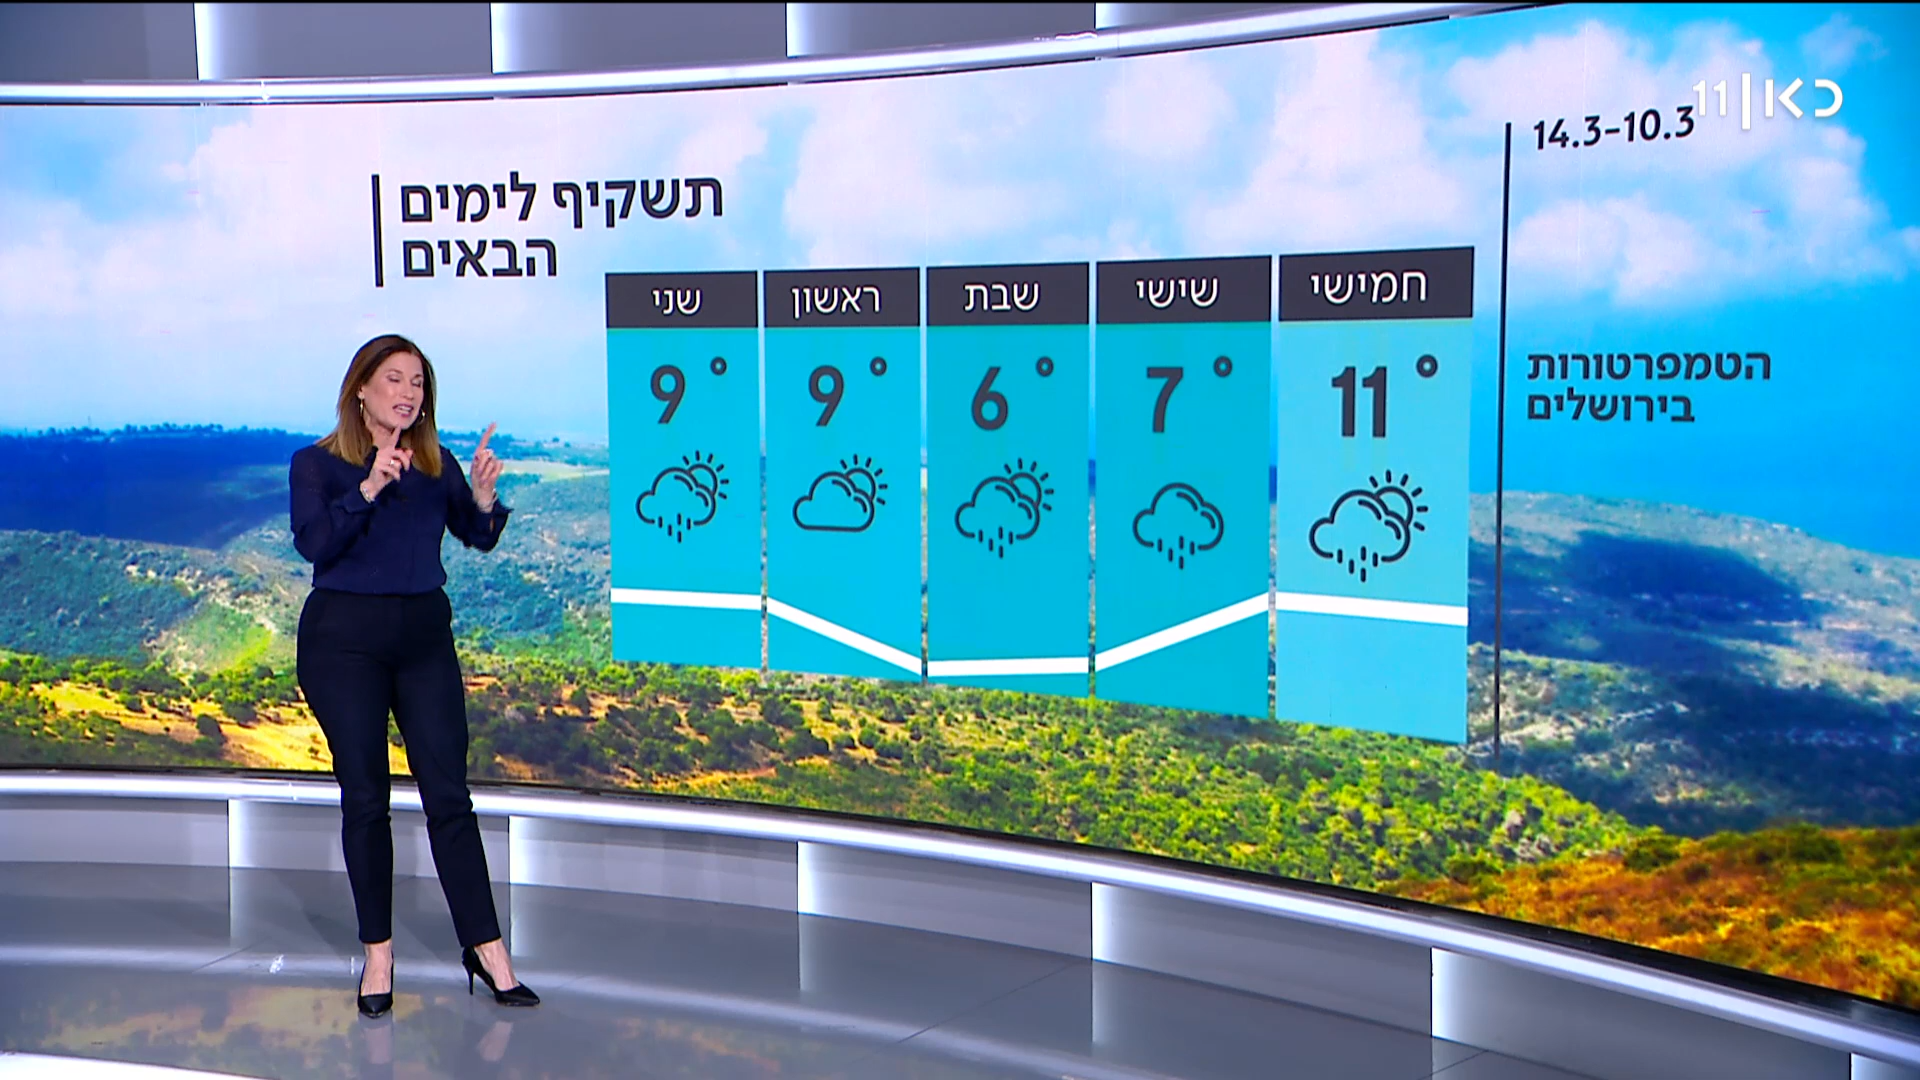 כאן 11
14.3-10.3
תשקיף לימים
הבאים
חמישי
שישי
שבת
ראשון
שני
11°
7°
6°
9°
9°
הטמפרטורות
בירושלים